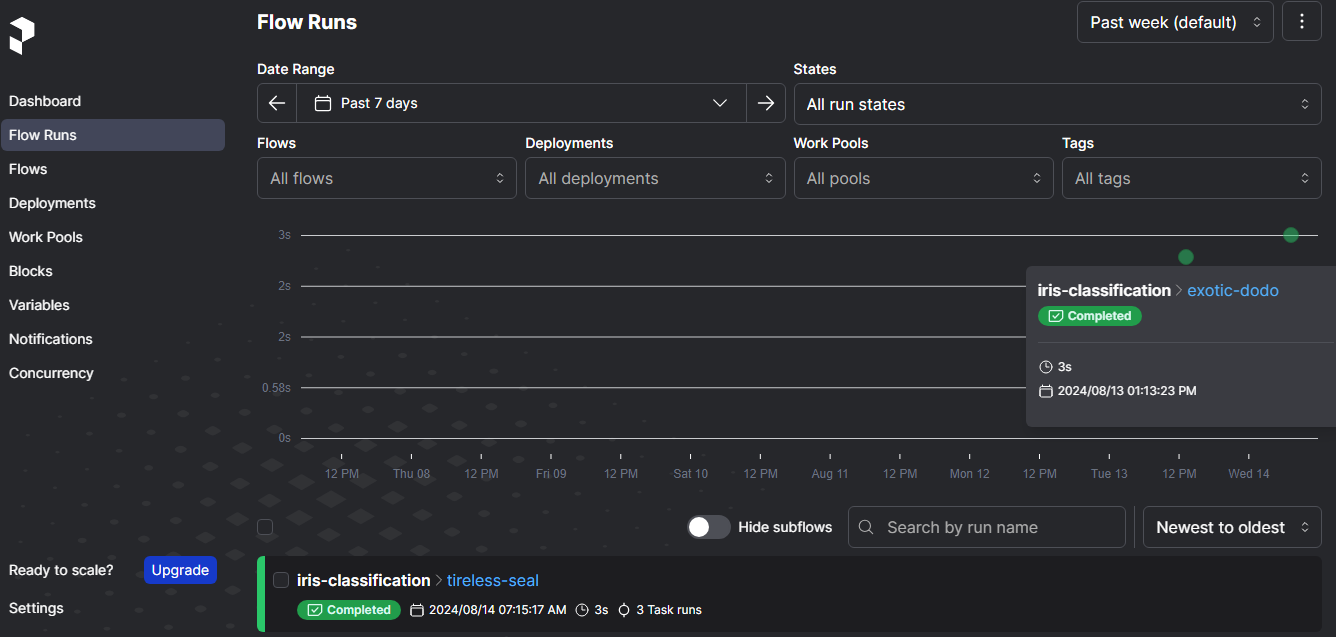 Flow Runs
Past week (default)
Date Range
States
Past 7 days
All run states
Flows
Deployments
Work Pools
Tags
All flows
All deployments
All pools
All tags
Dashboard
Flow Runs
Flows
Deployments
Work Pools
Blocks
Variables
Notifications
Concurrency
3s
2s
2s
0.58s
0s
iris-classification exotic-dodo
Completed
3s
2024/08/13 01:13:23 PM
12 PM Thu 08 12 PM Fri 09 12 PM Sat 10 12 PM Aug 11 12 PM Mon 12 12 PM Tue 13 12 PM Wed 14
Hide subflows
Search by run name
Newest to oldest
iris-classification tireless-seal
Completed 2024/08/14 07:15:17 AM 3s 3 Task runs
Ready to scale? Upgrade
Settings